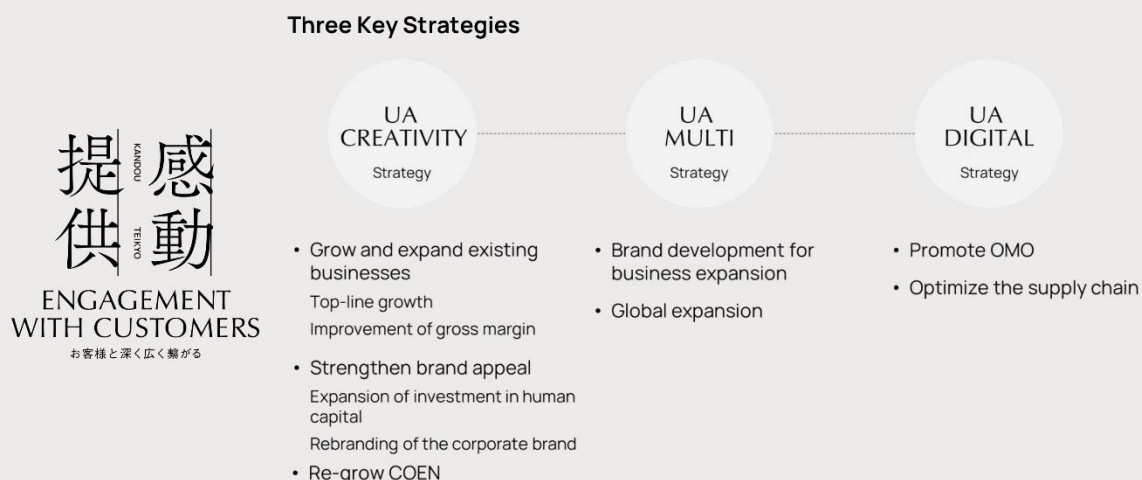 Three Key Strategies
感動
KANDOU
提供
TEIKYO
ENGAGEMENT
WITH CUSTOMERS
お客様と深く広く繋がる
UA
CREATIVITY
Strategy
• Grow and expand existing
businesses
Top-line growth
Improvement of gross margin
• Strengthen brand appeal
Expansion of investment in human
capital
Rebranding of the corporate brand
• Re-grow COEN
UA
MULTI
Strategy
• Brand development for
business expansion
• Global expansion
UA
DIGITAL
Strategy
• Promote OMO
• Optimize the supply chain